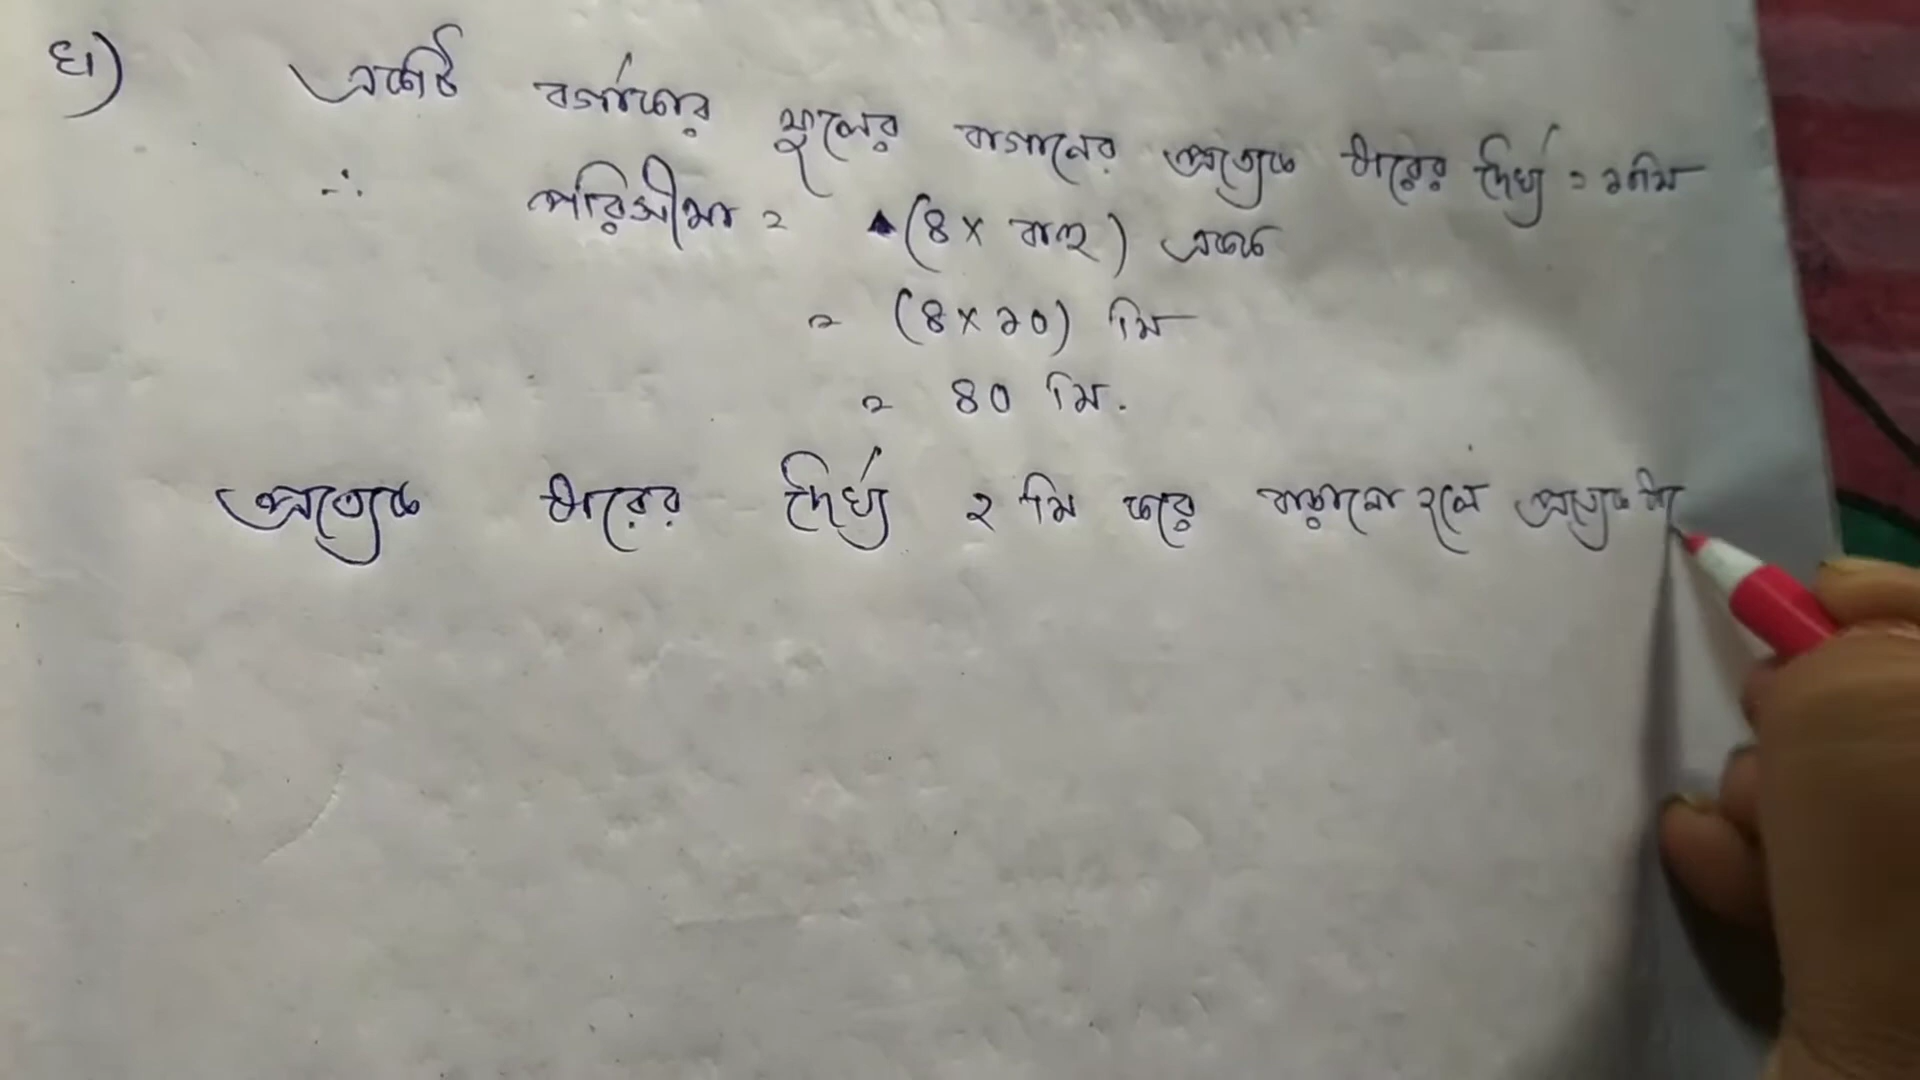 ঘ) একটি বর্গাকার ফুলের বাগানের প্রত্যেক ধারের দৈর্ঘ্য = ১০মি
∴ পরিসীমা = (৪ × বাহু) একক
= (৪ × ১০) মি
= ৪০ মি.
প্রত্যেক ধারের দৈর্ঘ্য ২ মি করে বাড়ানো হলে প্রত্যেক